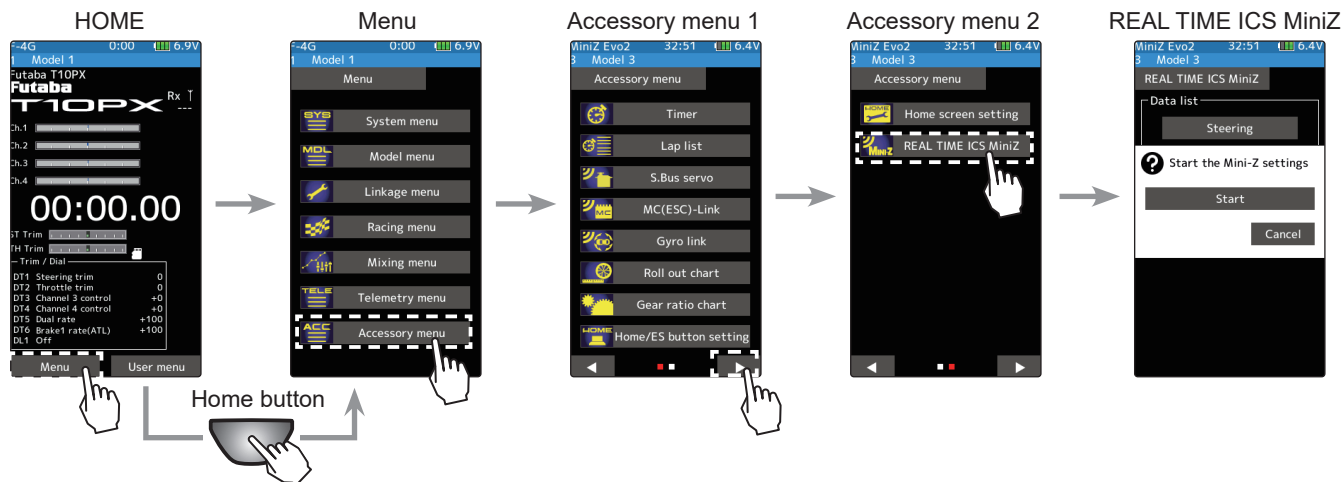 HOME
F-4G 0:00 6.9V
1 Model 1
Futaba T10PX
Futaba
T10PX
Rx
---
Ch.1
Ch.2
Ch.3
Ch.4
00:00.00
ST Trim
TH Trim
Trim / Dial
DT1 Steering trim 0
DT2 Throttle trim 0
DT3 Channel 3 control +0
DT4 Channel 4 control +0
DT5 Dual rate +100
DT6 Brake1 rate(ATL) +100
DL1 Off
Menu User menu
Home button
Menu
F-4G 0:00 6.9V
1 Model 1
Menu
SYS System menu
MDL Model menu
Linkage menu
Racing menu
Mixing menu
TELE Telemetry menu
ACC Accessory menu
Accessory menu 1
MiniZ Evo2 32:51 6.4V
3 Model 3
Accessory menu
Timer
Lap list
S.Bus servo
MC MC(ESC)-Link
Gyro link
Roll out chart
Gear ratio chart
HOME Home/ES button setting
Accessory menu 2
MiniZ Evo2 32:51 6.4V
3 Model 3
Accessory menu
HOME Home screen setting
MINI-Z REAL TIME ICS MiniZ
REAL TIME ICS MiniZ
MiniZ Evo2 32:51 6.4V
3 Model 3
REAL TIME ICS MiniZ
Data list
Steering
? Start the Mini-Z settings
Start
Cancel